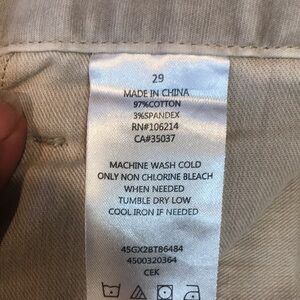 29
MADE IN CHINA
97%COTTON
3%SPANDEX
RN#106214
CA#35037
MACHINE WASH COLD
ONLY NON CHLORINE BLEACH
WHEN NEEDED
TUMBLE DRY LOW
COOL IRON IF NEEDED
45GX2BT86484
4500320364
CEK